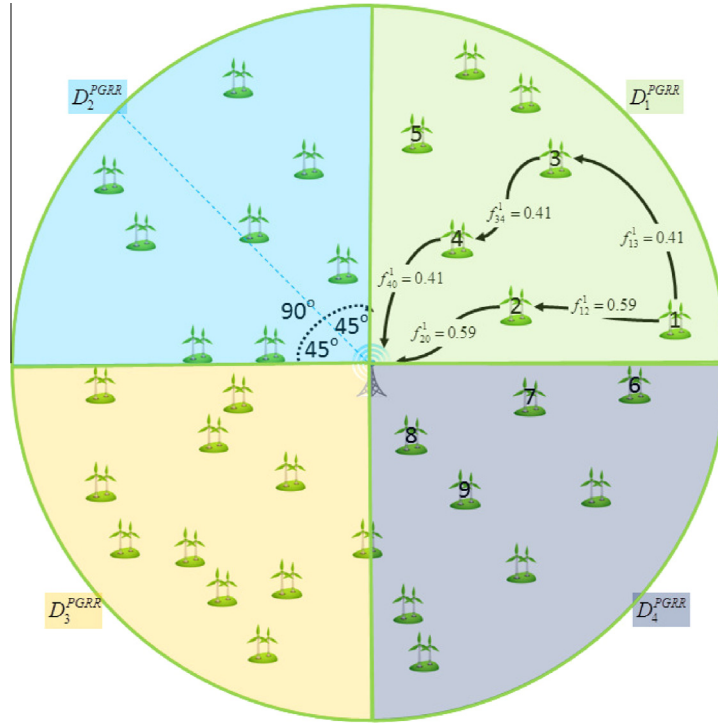 D_2^{PGRR}
D_1^{PGRR}
5
3
f_{34}^1 = 0.41
4
f_{13}^1 = 0.41
f_{40}^1 = 0.41
2
f_{12}^1 = 0.59
1
90°
45°
f_{20}^1 = 0.59
45°
6
7
8
9
D_3^{PGRR}
D_4^{PGRR}